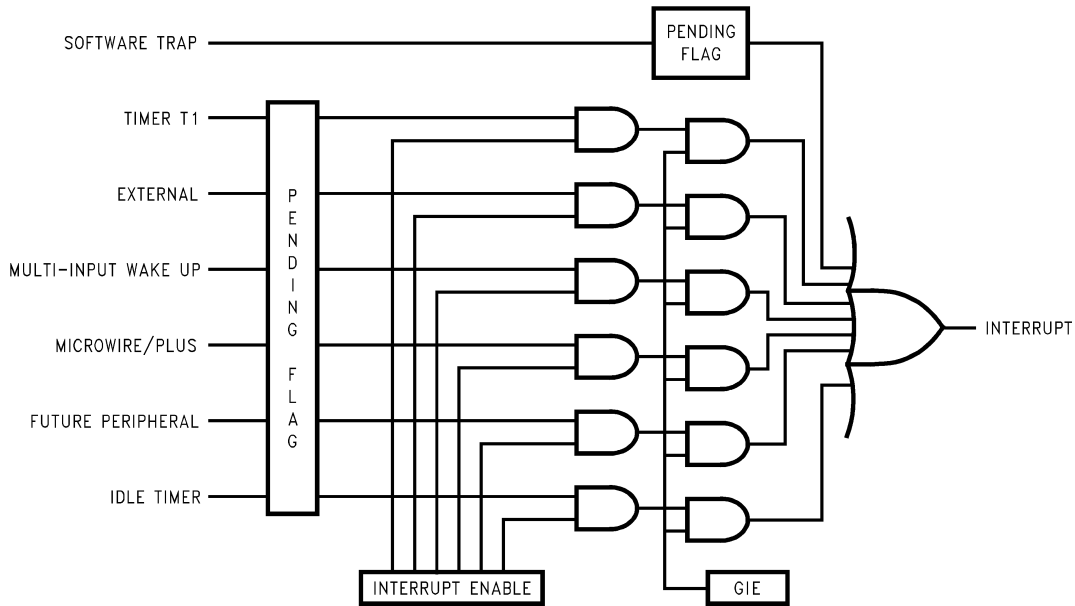 SOFTWARE TRAP
PENDING
FLAG
TIMER T1
EXTERNAL
MULTI-INPUT WAKE UP
MICROWIRE/PLUS
FUTURE PERIPHERAL
IDLE TIMER
PENDING FLAG
INTERRUPT ENABLE
GIE
INTERRUPT